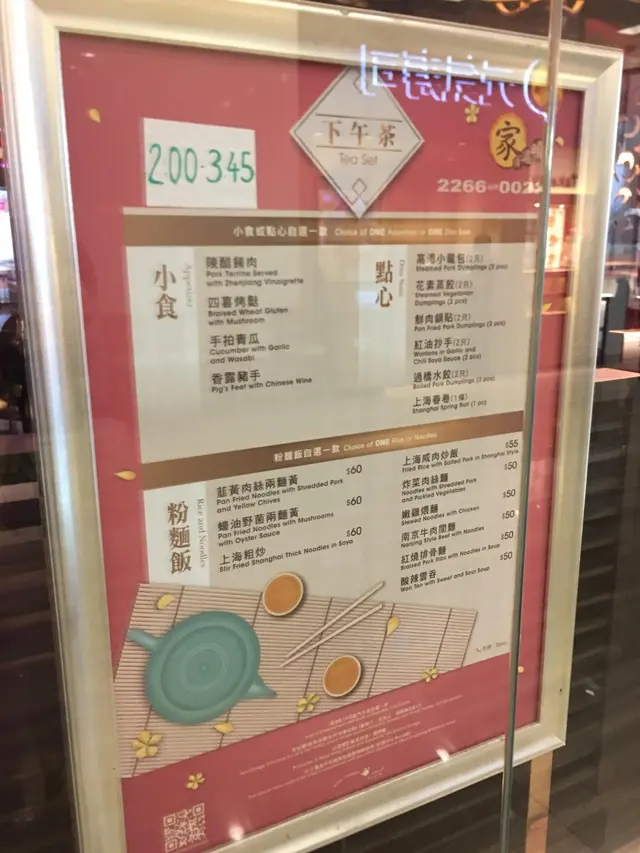 下午茶
Tea Set
200-345
家
小食或點心自選一款 Choice of ONE Appetizer or ONE Dim Sum
小食
Appetizer
陳醋餚肉
Pork Terrine Served
with Zhenjiang Vinaigrette
四喜烤麩
Braised Wheat Gluten
with Mushroom
手拍青瓜
Cucumber with Garlic
and Wasabi
香露豬手
Pig's Feet with Chinese Wine
點心
Dim Sum
高湯小籠包(2只)
Steamed Pork Dumplings (2 pcs)
花素蒸餃(2只)
Steamed Vegetarian
Dumplings (2 pcs)
鮮肉鍋貼(2只)
Pan Fried Pork Dumplings (2 pcs)
紅油抄手(2只)
Wontons in Garlic and
Chili Soya Sauce (2 pcs)
過橋水餃(2只)
Boiled Pork Dumplings (2 pcs)
上海春卷(1條)
Shanghai Spring Roll (1 pc)
粉麵飯自選一款 Choice of ONE Rice or Noodles
粉麵飯
Rice and Noodles
韮黃肉絲兩麵黃 $60
Pan Fried Noodles with Shredded Pork
and Yellow Chives
蠔油野菌兩麵黃 $60
Pan Fried Noodles with Mushrooms
with Oyster Sauce
上海粗炒 $60
Stir Fried Shanghai Thick Noodles in Soya
上海咸肉炒飯 $55
Fried Rice with Salted Pork in Shanghai Style
炸菜肉絲麵 $50
Noodles with Shredded Pork
and Pickled Vegetables
嫩雞煨麵 $50
Stewed Noodles with Chicken
南京牛肉湯麵 $50
Nanjing Style Beef with Noodles
紅燒排骨麵 $50
Braised Pork Ribs with Noodles in Soup
酸辣雲吞 $50
Won Ton with Sweet and Sour Soup